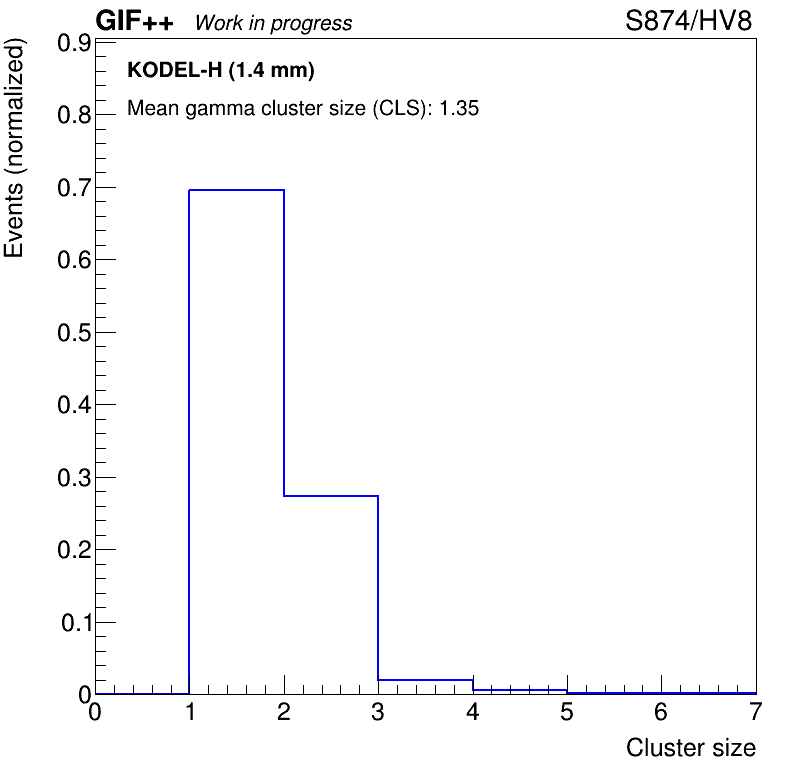 GIF++ Work in progress S874/HV8
KODEL-H (1.4 mm)
Mean gamma cluster size (CLS): 1.35
Events (normalized)
0.9
0.8
0.7
0.6
0.5
0.4
0.3
0.2
0.1
0
0 1 2 3 4 5 6 7
Cluster size